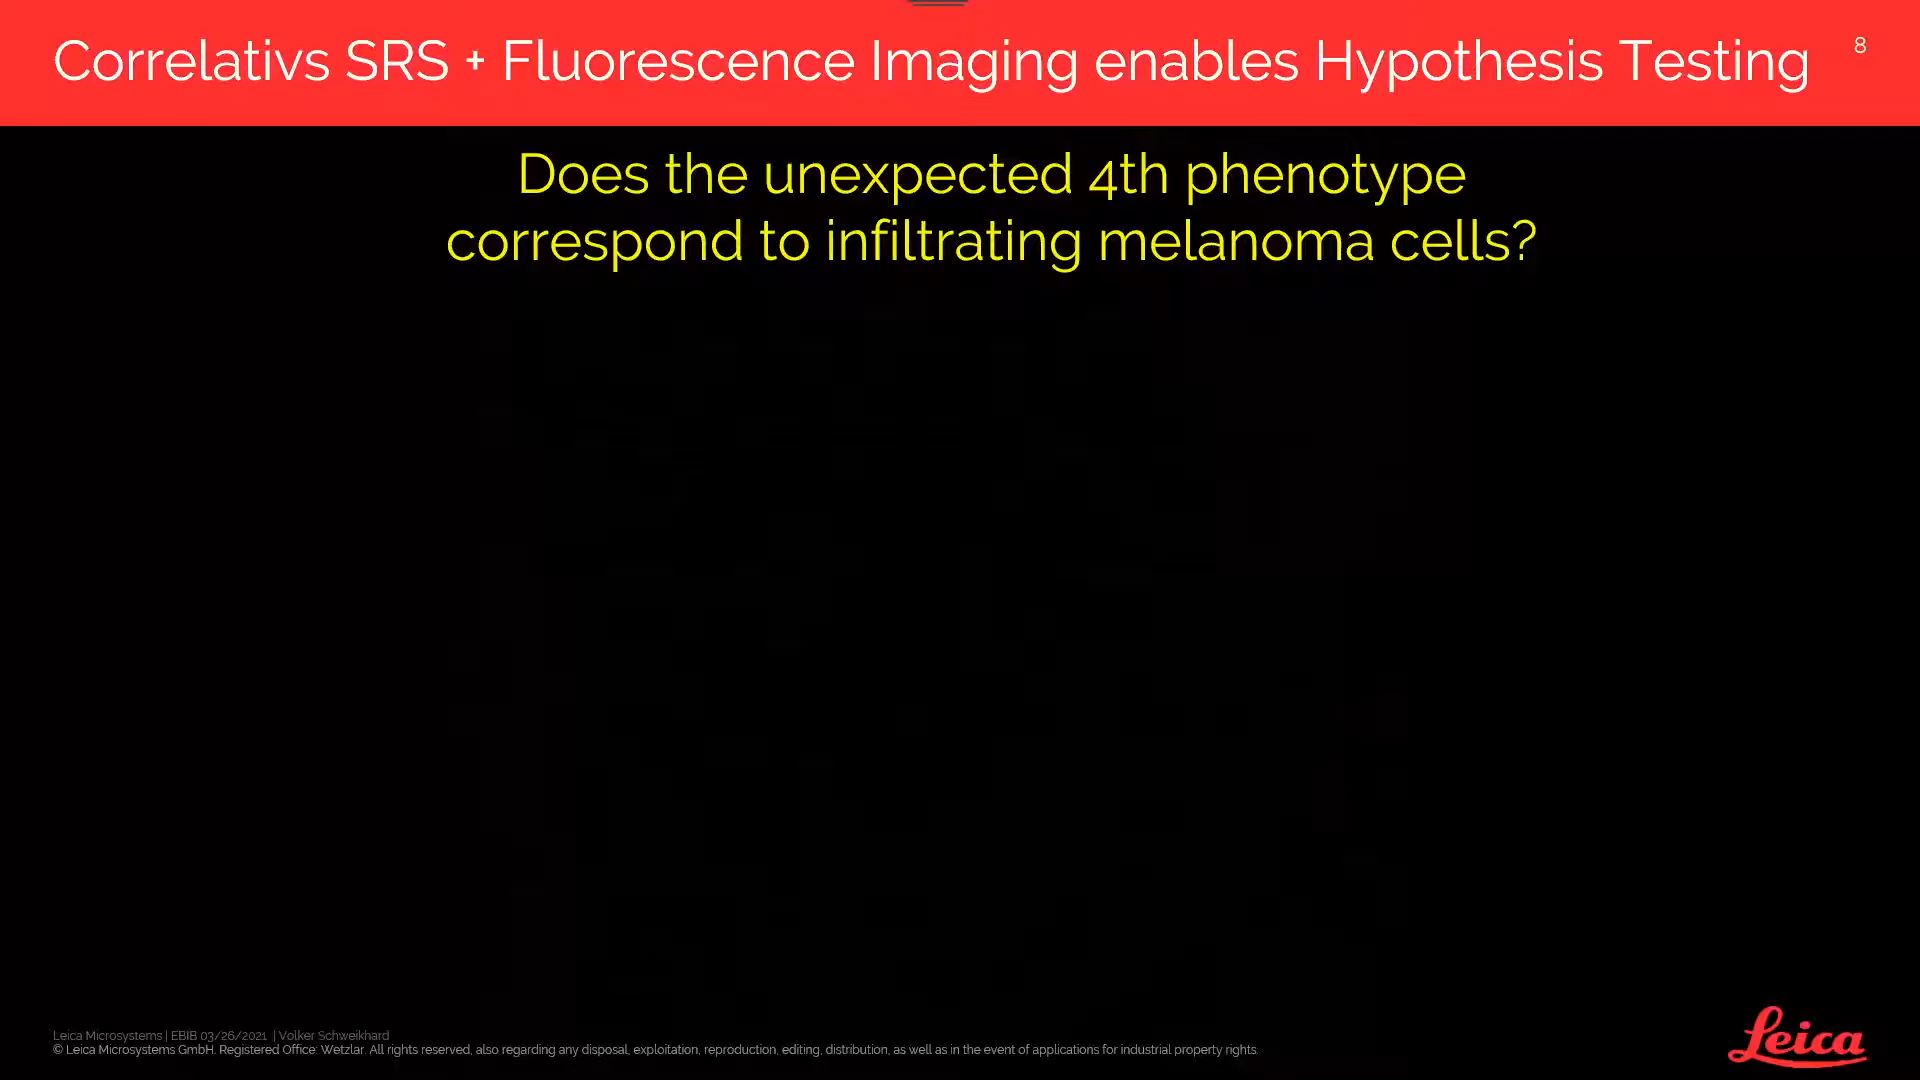 Correlativs SRS + Fluorescence Imaging enables Hypothesis Testing
8
Does the unexpected 4th phenotype
correspond to infiltrating melanoma cells?
Leica Microsystems | EBIB 03/26/2021 | Volker Schweikhard
© Leica Microsystems GmbH. Registered Office: Wetzlar. All rights reserved, also regarding any disposal, exploitation, reproduction, editing, distribution, as well as in the event of applications for industrial property rights.
Leica